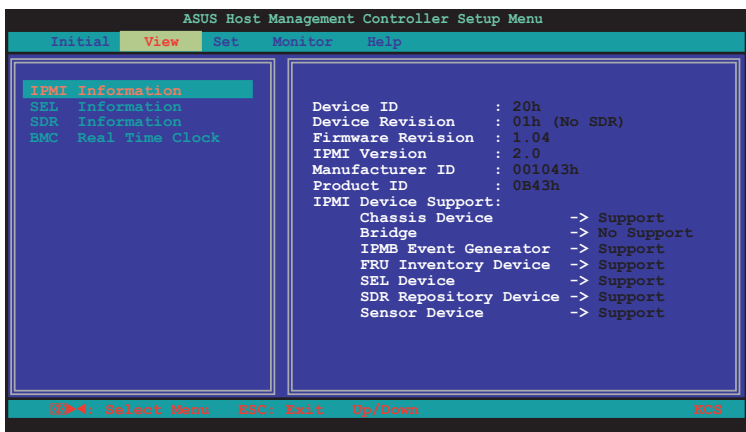 ASUS Host Management Controller Setup Menu
Initial View Set Monitor Help
IPMI Information
SEL Information
SDR Information
BMC Real Time Clock
Device ID : 20h
Device Revision : 01h (No SDR)
Firmware Revision : 1.04
IPMI Version : 2.0
Manufacturer ID : 001043h
Product ID : 0B43h
IPMI Device Support:
Chassis Device -> Support
Bridge -> No Support
IPMB Event Generator -> Support
FRU Inventory Device -> Support
SEL Device -> Support
SDR Repository Device -> Support
Sensor Device -> Support
: Select Menu ESC: Exit Up/Down KCS